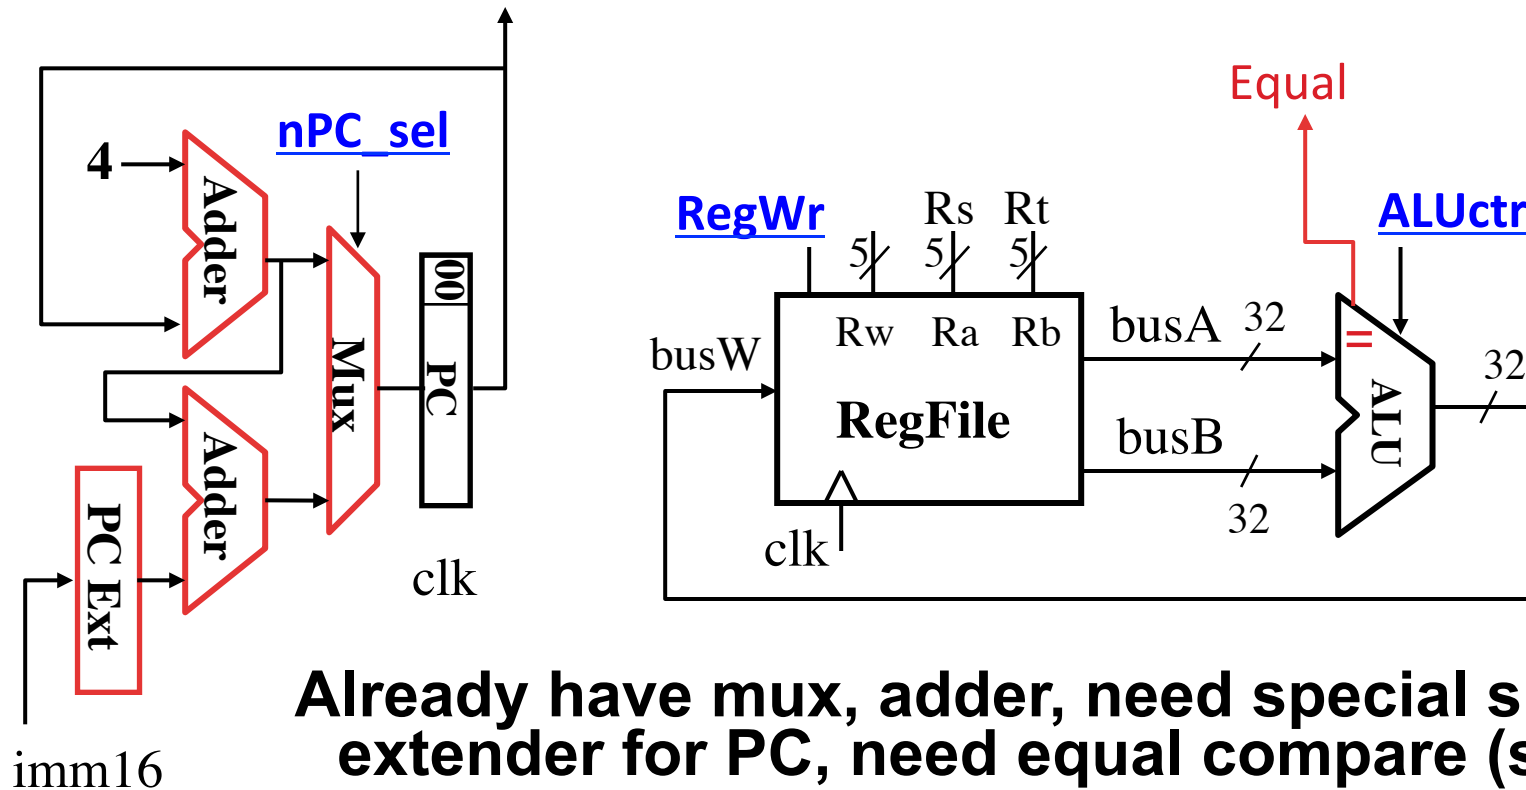 4
Adder
nPC_sel
Mux
00
PC
clk
Adder
PC Ext
imm16
Equal
RegWr
Rs Rt
5 5 5
ALUctr
busW
Rw Ra Rb
RegFile
clk
busA 32
busB
32
=
ALU
32
Already have mux, adder, need special s
extender for PC, need equal compare (s